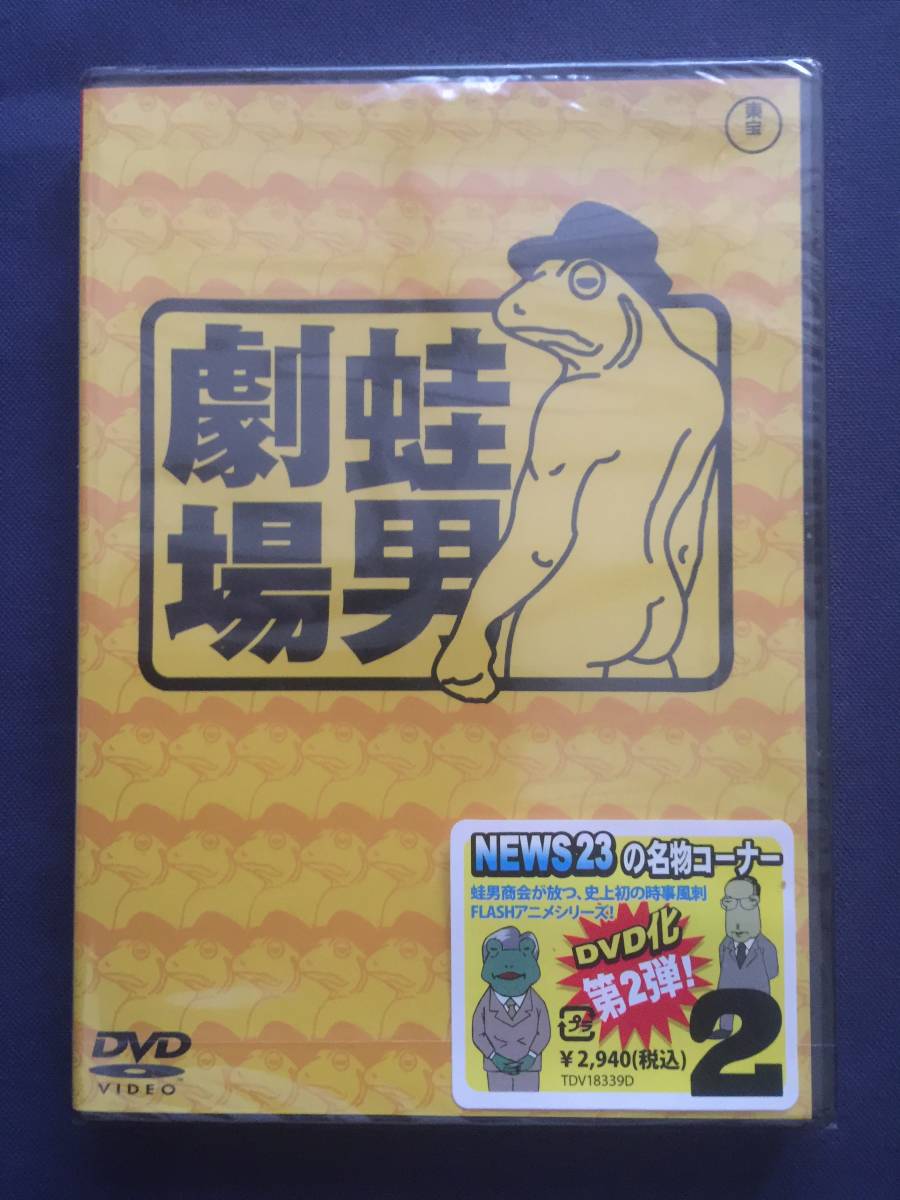 東宝
蛙男
劇場
NEWS23の名物コーナー
蛙男商会が放つ、史上初の時事風刺
FLASHアニメシリーズ!
DVD化
第2弾!
プラ
¥2,940(税込)
TDV18339D
2
DVD
VIDEO™